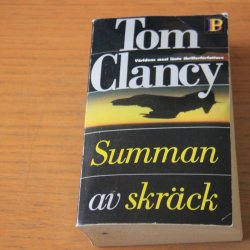 B
Tom
Clancy
Världens mest lästa thrillerförfattare
Summan
av skräck